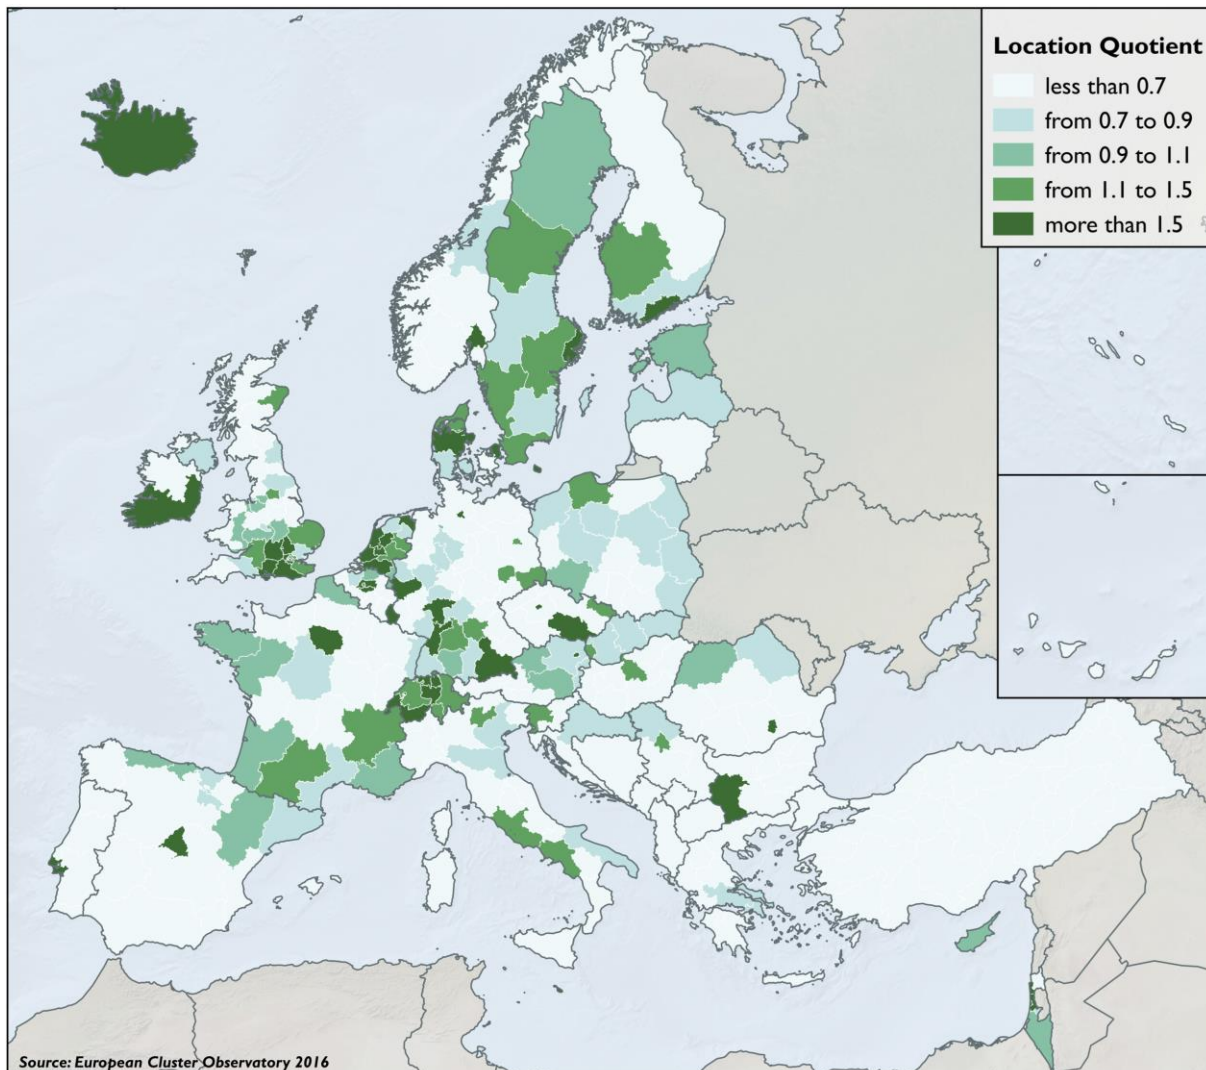 Location Quotient
less than 0.7
from 0.7 to 0.9
from 0.9 to 1.1
from 1.1 to 1.5
more than 1.5
Source: European Cluster Observatory 2016